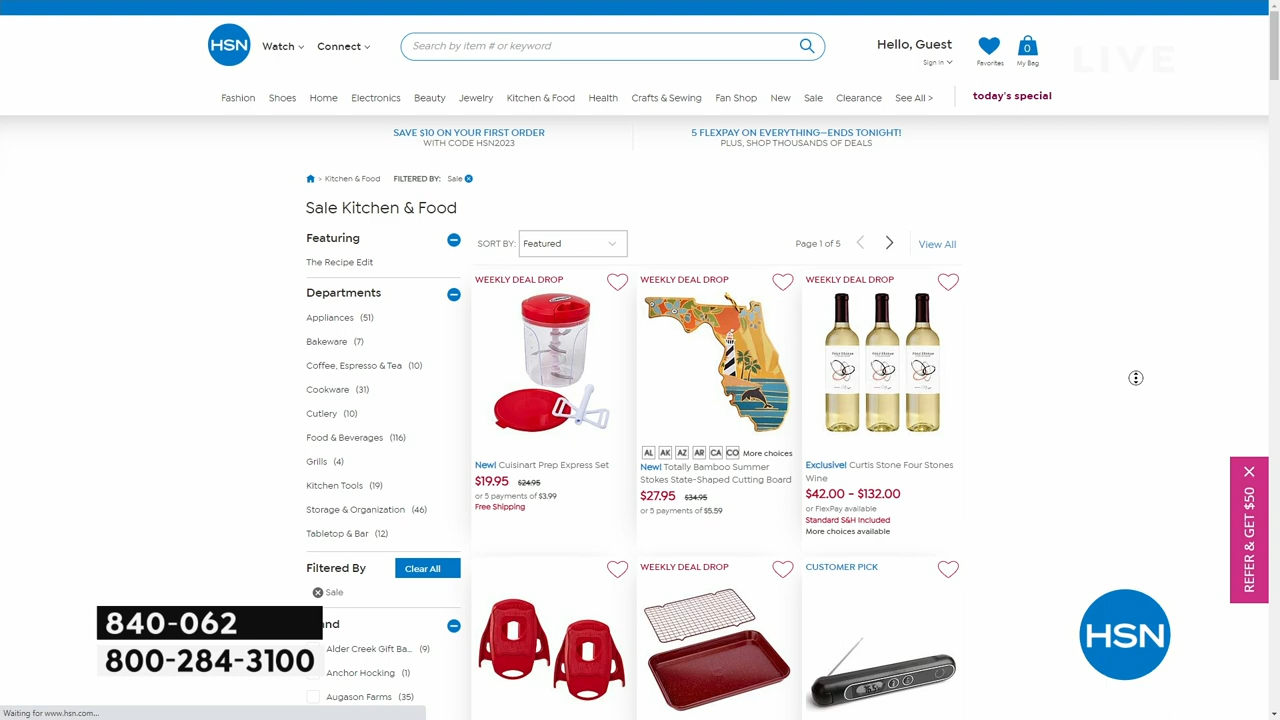 HSN
Watch
Connect
Search by item # or keyword
Hello, Guest
Sign In
Favorites
0
My Bag
LIVE
Fashion
Shoes
Home
Electronics
Beauty
Jewelry
Kitchen & Food
Health
Crafts & Sewing
Fan Shop
New
Sale
Clearance
See All >
today's special
SAVE $10 ON YOUR FIRST ORDER
WITH CODE HSN2023
5 FLEXPAY ON EVERYTHING—ENDS TONIGHT!
PLUS, SHOP THOUSANDS OF DEALS
> Kitchen & Food
FILTERED BY: Sale
Sale Kitchen & Food
Featuring
The Recipe Edit
Departments
Appliances (51)
Bakeware (7)
Coffee, Espresso & Tea (10)
Cookware (31)
Cutlery (10)
Food & Beverages (116)
Grills (4)
Kitchen Tools (19)
Storage & Organization (46)
Tabletop & Bar (12)
Filtered By
Clear All
Sale
nd
Alder Creek Gift Ba... (9)
Anchor Hocking (1)
Augason Farms (35)
SORT BY: Featured
Page 1 of 5
View All
WEEKLY DEAL DROP
New! Cuisinart Prep Express Set
$19.95 $24.95
or 5 payments of $3.99
Free Shipping
WEEKLY DEAL DROP
AL AK AZ AR CA CO More choices
New! Totally Bamboo Summer
Stokes State-Shaped Cutting Board
$27.95 $34.95
or 5 payments of $5.59
WEEKLY DEAL DROP
Exclusive! Curtis Stone Four Stones
Wine
$42.00 - $132.00
or FlexPay available
Standard S&H Included
More choices available
WEEKLY DEAL DROP
CUSTOMER PICK
REFER & GET $50
840-062
800-284-3100
HSN
Waiting for www.hsn.com...